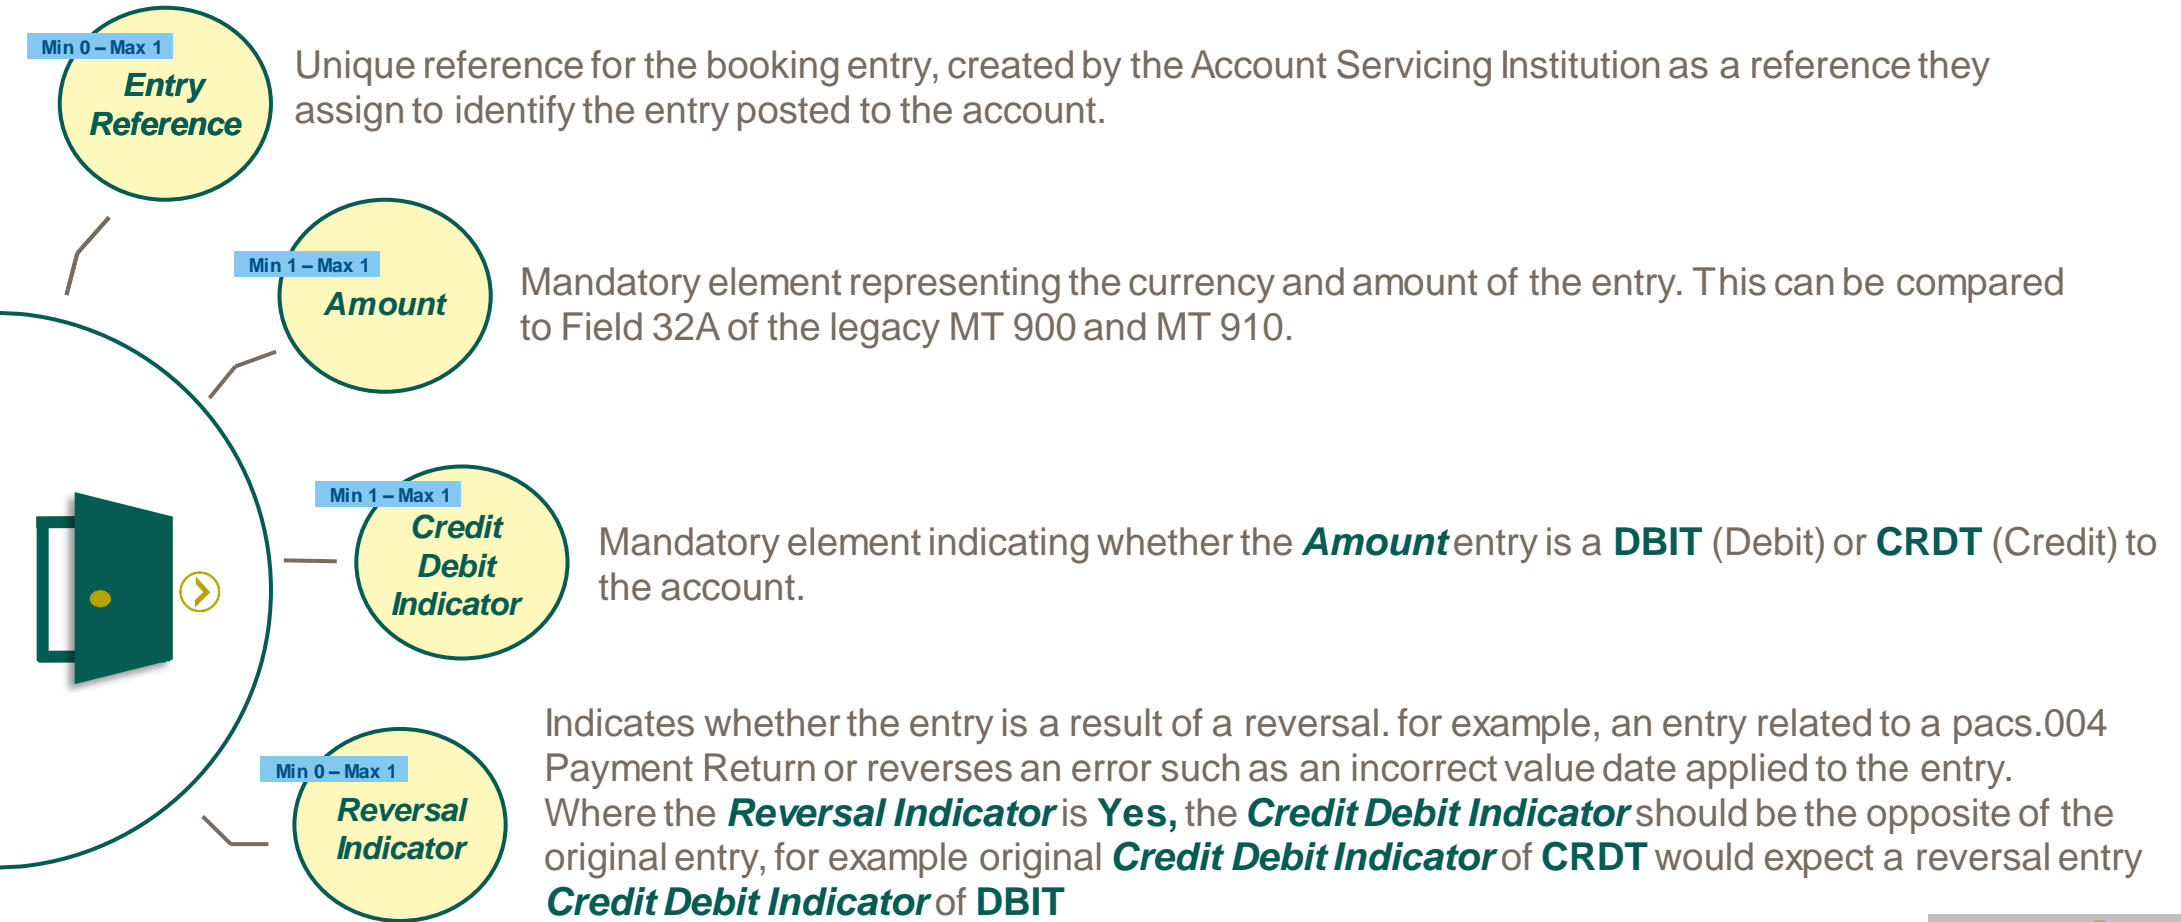 Min 0 – Max 1
Entry
Reference
Unique reference for the booking entry, created by the Account Servicing Institution as a reference they
assign to identify the entry posted to the account.
Min 1 – Max 1
Amount
Mandatory element representing the currency and amount of the entry. This can be compared
to Field 32A of the legacy MT 900 and MT 910.
Min 1 – Max 1
Credit
Debit
Indicator
Mandatory element indicating whether the Amount entry is a DBIT (Debit) or CRDT (Credit) to
the account.
Min 0 – Max 1
Reversal
Indicator
Indicates whether the entry is a result of a reversal. for example, an entry related to a pacs.004
Payment Return or reverses an error such as an incorrect value date applied to the entry.
Where the Reversal Indicator is Yes, the Credit Debit Indicator should be the opposite of the
original entry, for example original Credit Debit Indicator of CRDT would expect a reversal entry
Credit Debit Indicator of DBIT